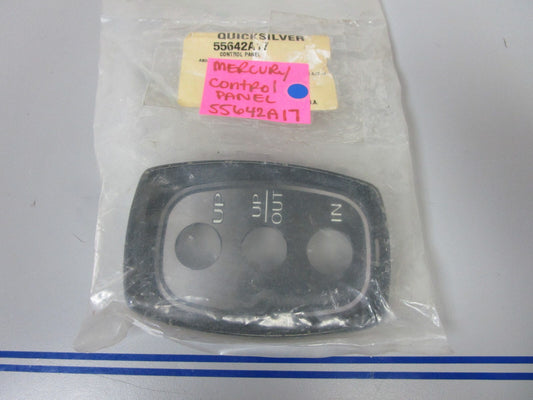 QUICKSILVER
55642A17
CONTROL PANEL
MERCURY
CONTROL
PANEL
55642A17
UP
UP/OUT
IN